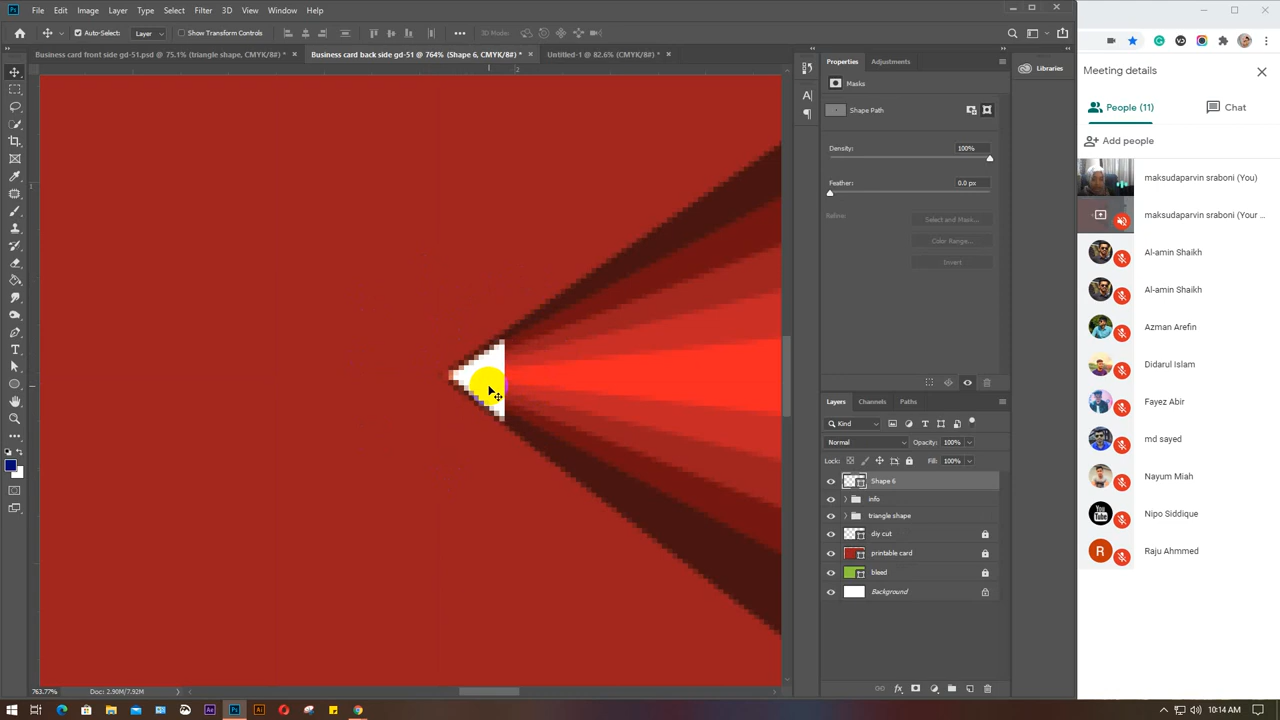 File Edit Image Layer Type Select Filter 3D View Window Help
Auto-Select: Layer Show Transform Controls 3D Mode:
Business card front side gd-51.psd @ 75.1% (triangle shape, CMYK/8#) * × Business card back side gd-51 @ 764% (Shape 6, CMYK/8#) * × Untitled-1 @ 82.6% (CMYK/8#) * ×
Properties Adjustments
Libraries
Masks
Shape Path
Density: 100%
Feather: 0.0 px
Refine:
Select and Mask...
Color Range...
Invert
Layers Channels Paths
Kind
Normal Opacity: 100%
Lock: Fill: 100%
Shape 6
info
triangle shape
diy cut
printable card
bleed
Background
763.77% Doc: 2.90M/7.92M
Meeting details
People (11) Chat
Add people
maksudaparvin sraboni (You)
maksudaparvin sraboni (Your ...
Al-amin Shaikh
Al-amin Shaikh
Azman Arefin
Didarul Islam
Fayez Abir
md sayed
Nayum Miah
Nipo Siddique
R Raju Ahmmed
10:14 AM